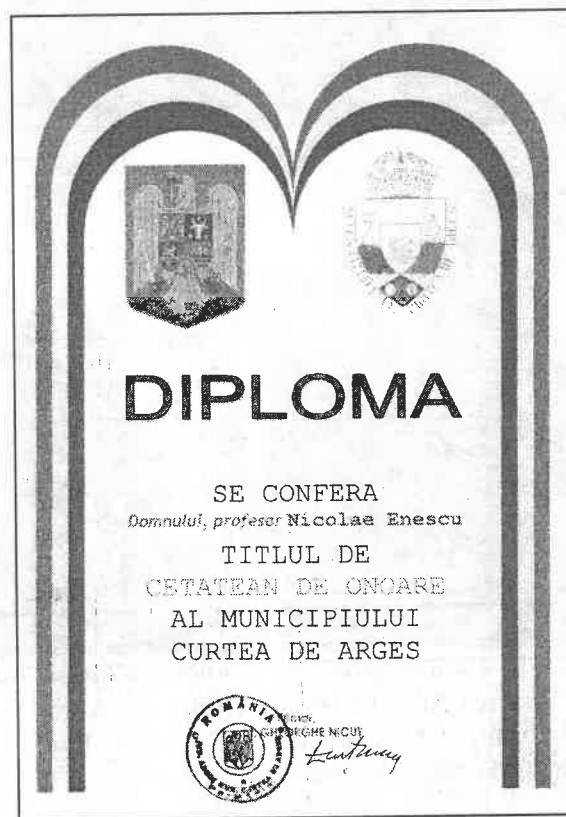 DIPLOMA
SE CONFERA
Domnului, profesor Nicolae Enescu
TITLUL DE
CETATEAN DE ONOARE
AL MUNICIPIULUI
CURTEA DE ARGES
ROMÂNIA
GHEORGHE NICUT